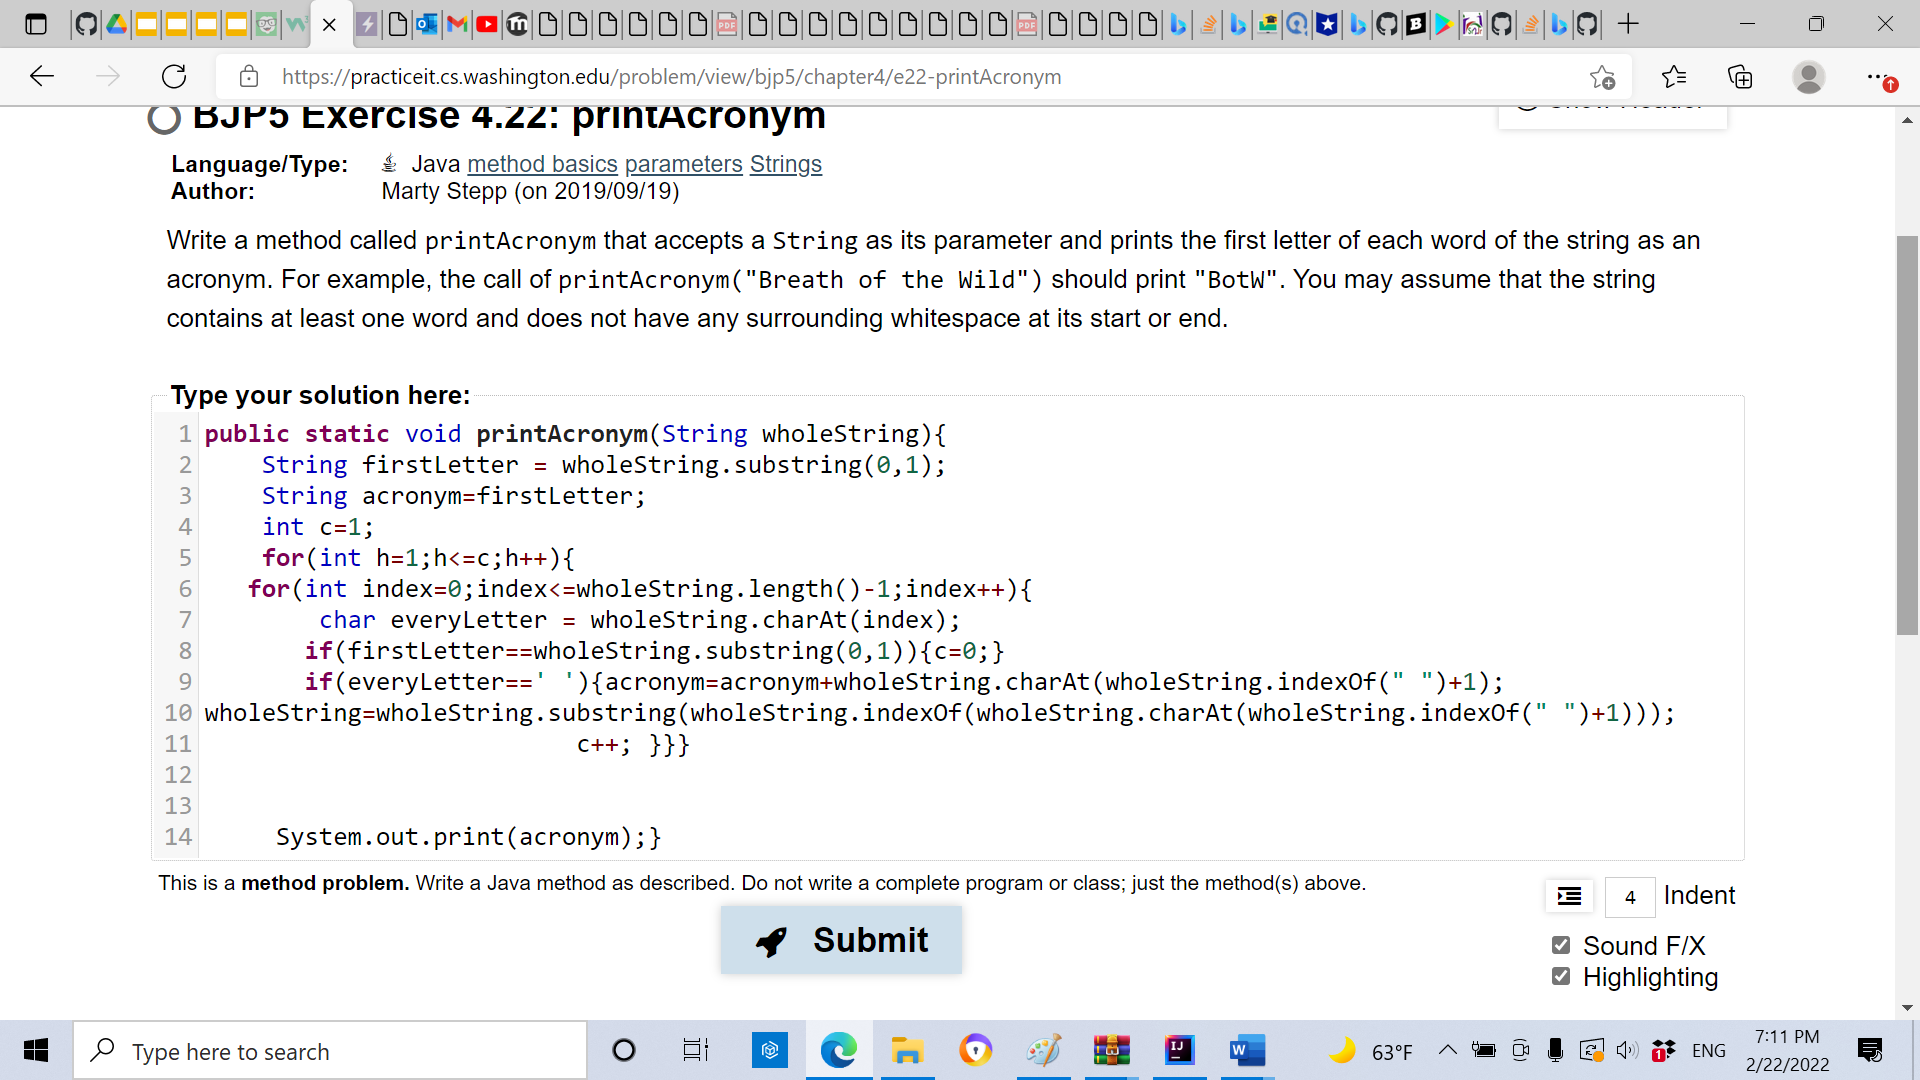 https://practiceit.cs.washington.edu/problem/view/bjp5/chapter4/e22-printAcronym
BJP5 Exercise 4.22: printAcronym
Language/Type: Java method basics parameters Strings
Author: Marty Stepp (on 2019/09/19)
Write a method called printAcronym that accepts a String as its parameter and prints the first letter of each word of the string as an
acronym. For example, the call of printAcronym("Breath of the Wild") should print "BotW". You may assume that the string
contains at least one word and does not have any surrounding whitespace at its start or end.
Type your solution here:
1 public static void printAcronym(String wholeString){
2 String firstLetter = wholeString.substring(0,1);
3 String acronym=firstLetter;
4 int c=1;
5 for(int h=1;h<=c;h++){
6 for(int index=0;index<=wholeString.length()-1;index++){
7 char everyLetter = wholeString.charAt(index);
8 if(firstLetter==wholeString.substring(0,1)){c=0;}
9 if(everyLetter==' '){acronym=acronym+wholeString.charAt(wholeString.indexOf(" ")+1);
10 wholeString=wholeString.substring(wholeString.indexOf(wholeString.charAt(wholeString.indexOf(" ")+1)));
11 c++; }}}
12
13
14 System.out.print(acronym);}
This is a method problem. Write a Java method as described. Do not write a complete program or class; just the method(s) above.
4 Indent
Submit
Sound F/X
Highlighting
Type here to search
63°F
ENG
7:11 PM
2/22/2022